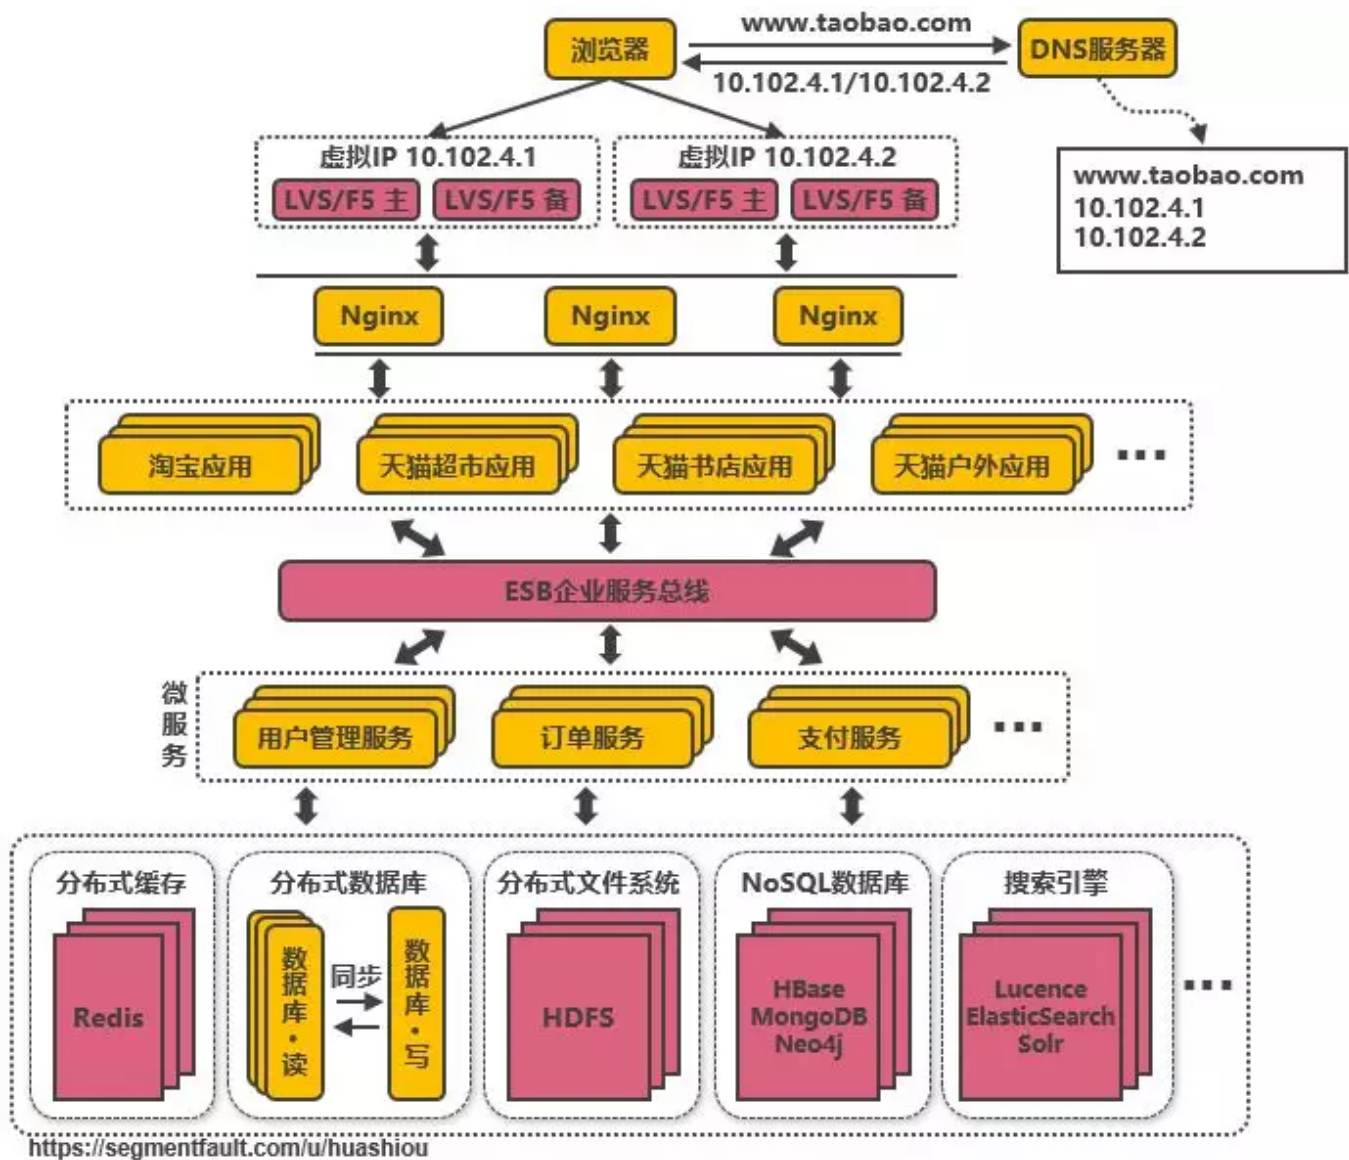 www.taobao.com
浏览器
DNS服务器
10.102.4.1/10.102.4.2
虚拟IP 10.102.4.1
虚拟IP 10.102.4.2
LVS/F5 主
LVS/F5 备
LVS/F5 主
LVS/F5 备
www.taobao.com
10.102.4.1
10.102.4.2
Nginx
Nginx
Nginx
淘宝应用
天猫超市应用
天猫书店应用
天猫户外应用
...
ESB企业服务总线
微服务
用户管理服务
订单服务
支付服务
...
分布式缓存
分布式数据库
分布式文件系统
NoSQL数据库
搜索引擎
Redis
数据库·读
同步
数据库·写
HDFS
HBase
MongoDB
Neo4j
Lucence
ElasticSearch
Solr
...
https://segmentfault.com/u/huashiou